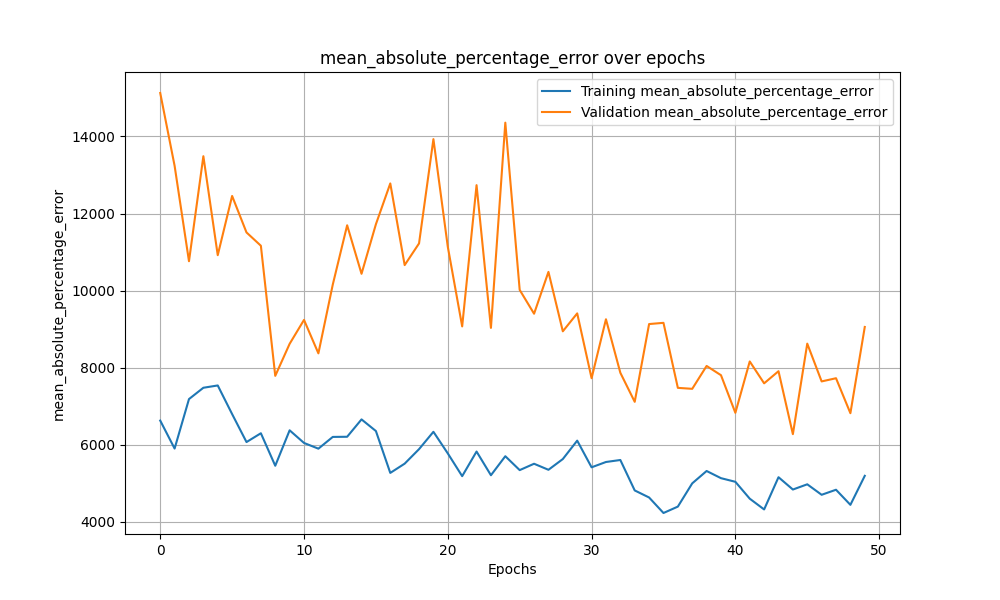 mean_absolute_percentage_error over epochs
Training mean_absolute_percentage_error
Validation mean_absolute_percentage_error
mean_absolute_percentage_error
14000
12000
10000
8000
6000
4000
0
10
20
30
40
50
Epochs